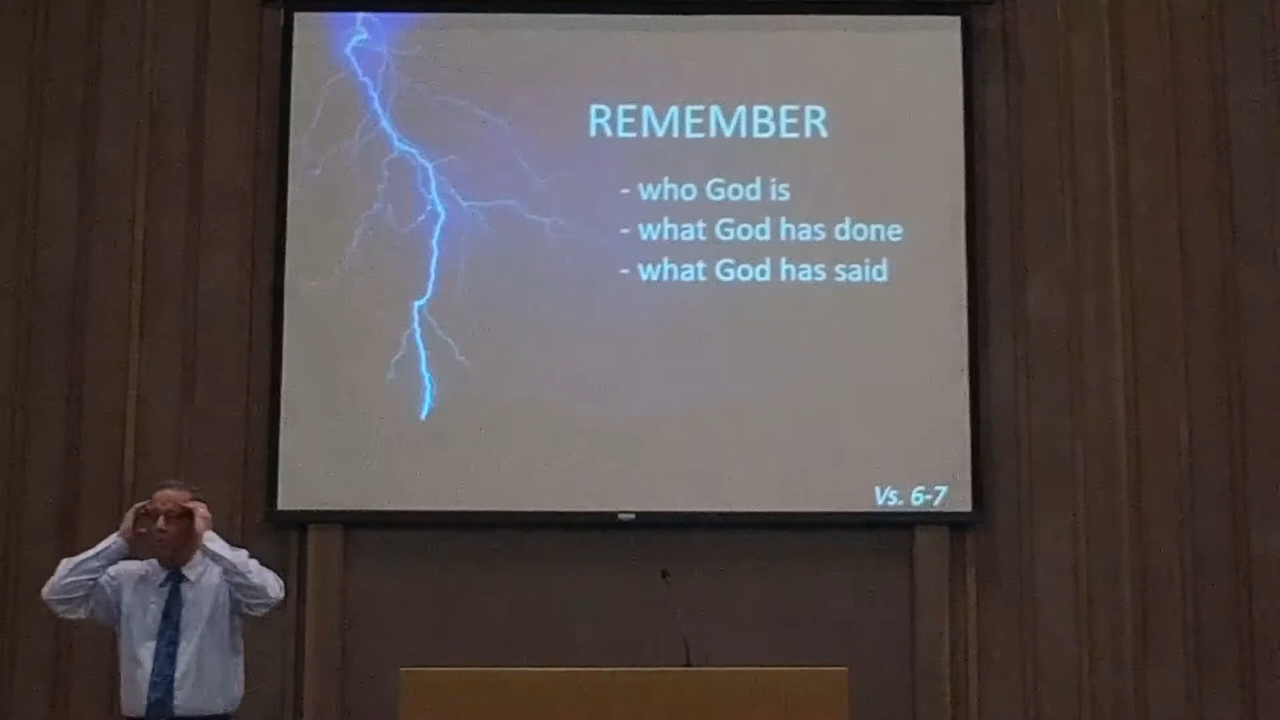 REMEMBER
- who God is
- what God has done
- what God has said
Vs. 6-7